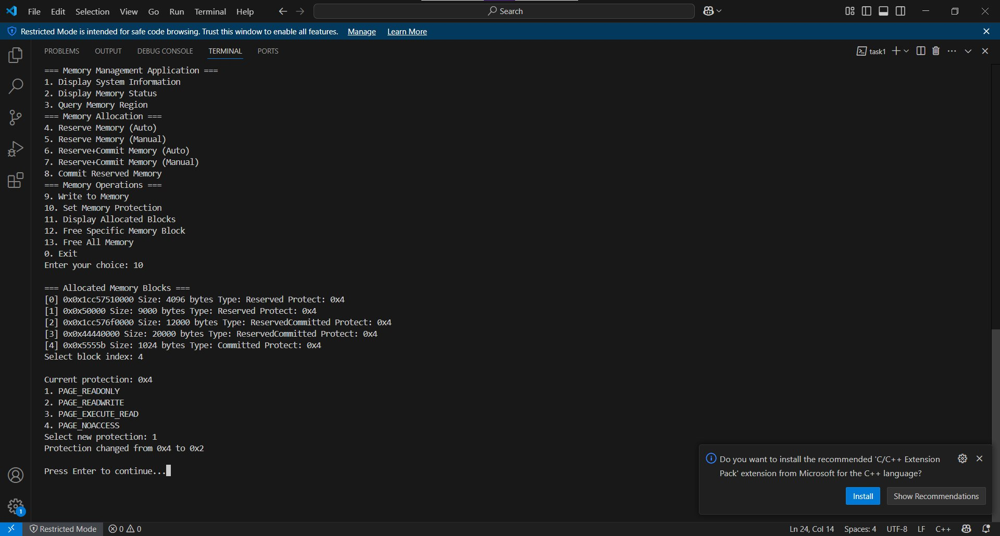 File Edit Selection View Go Run Terminal Help Search
Restricted Mode is intended for safe code browsing. Trust this window to enable all features. Manage Learn More
PROBLEMS OUTPUT DEBUG CONSOLE TERMINAL PORTS task1
=== Memory Management Application ===
1. Display System Information
2. Display Memory Status
3. Query Memory Region
=== Memory Allocation ===
4. Reserve Memory (Auto)
5. Reserve Memory (Manual)
6. Reserve+Commit Memory (Auto)
7. Reserve+Commit Memory (Manual)
8. Commit Reserved Memory
=== Memory Operations ===
9. Write to Memory
10. Set Memory Protection
11. Display Allocated Blocks
12. Free Specific Memory Block
13. Free All Memory
0. Exit
Enter your choice: 10
=== Allocated Memory Blocks ===
[0] 0x0x1cc57510000 Size: 4096 bytes Type: Reserved Protect: 0x4
[1] 0x0x50000 Size: 9000 bytes Type: Reserved Protect: 0x4
[2] 0x0x1cc576f0000 Size: 12000 bytes Type: ReservedCommitted Protect: 0x4
[3] 0x0x44440000 Size: 20000 bytes Type: ReservedCommitted Protect: 0x4
[4] 0x0x5555b Size: 1024 bytes Type: Committed Protect: 0x4
Select block index: 4
Current protection: 0x4
1. PAGE_READONLY
2. PAGE_READWRITE
3. PAGE_EXECUTE_READ
4. PAGE_NOACCESS
Select new protection: 1
Protection changed from 0x4 to 0x2
Press Enter to continue...
Do you want to install the recommended 'C/C++ Extension
Pack' extension from Microsoft for the C++ language?
Install Show Recommendations
1
Restricted Mode 0 0 Ln 24, Col 14 Spaces: 4 UTF-8 LF C++